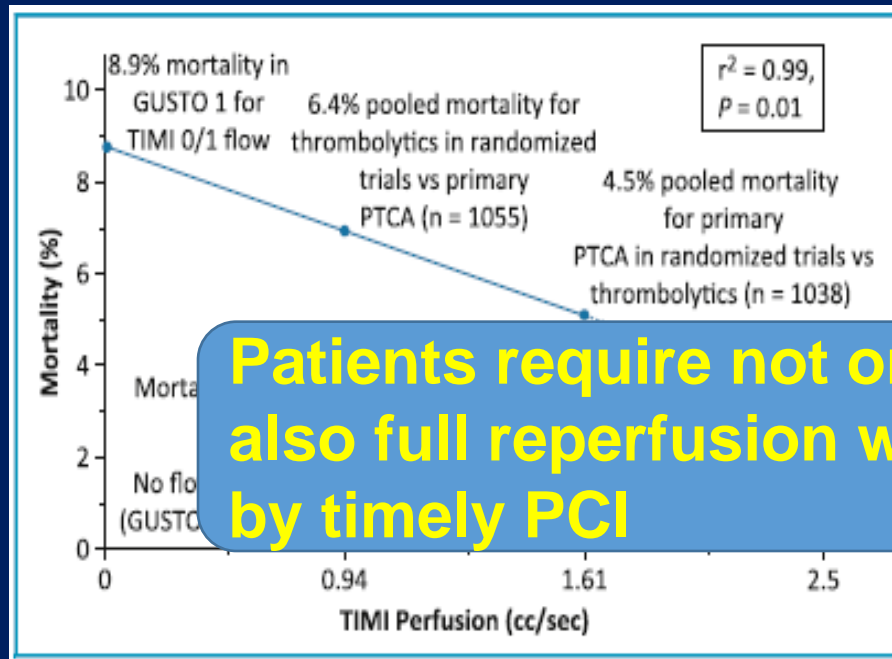 8.9% mortality in
GUSTO 1 for
TIMI 0/1 flow
6.4% pooled mortality for
thrombolytics in randomized
trials vs primary
PTCA (n = 1055)
4.5% pooled mortality
for primary
PTCA in randomized trials vs
thrombolytics (n = 1038)
r² = 0.99,
P = 0.01
Mortality (%)
10
8
6
4
2
0
No
(GUSTO
Patients require not
also full reperfusion
by timely PCI
0
0.94
1.61
2.5
TIMI Perfusion (cc/sec)